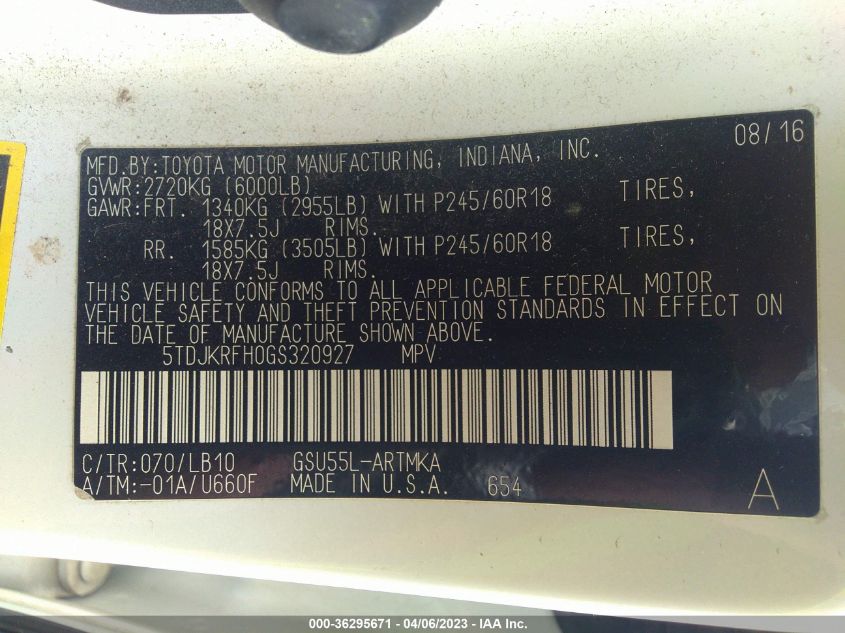 08/16
MFD.BY:TOYOTA MOTOR MANUFACTURING, INDIANA, INC.
GVWR:2720KG (6000LB)
GAWR:FRT. 1340KG (2955LB) WITH P245/60R18 TIRES,
18X7.5J RIMS.
RR. 1585KG (3505LB) WITH P245/60R18 TIRES,
18X7.5J RIMS.
THIS VEHICLE CONFORMS TO ALL APPLICABLE FEDERAL MOTOR
VEHICLE SAFETY AND THEFT PREVENTION STANDARDS IN EFFECT ON
THE DATE OF MANUFACTURE SHOWN ABOVE.
5TDJKRFH0GS320927 MPV
C/TR:070/LB10 GSU55L-ARTMKA
A/TM:-01A/U660F MADE IN U.S.A. 654 A
000-36295671 - 04/06/2023 - IAA Inc.